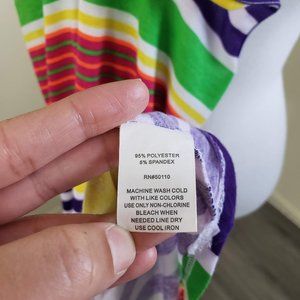 95% POLYESTER
5% SPANDEX
RN#60110
MACHINE WASH COLD
WITH LIKE COLORS
USE ONLY NON-CHLORINE
BLEACH WHEN
NEEDED LINE DRY
USE COOL IRON